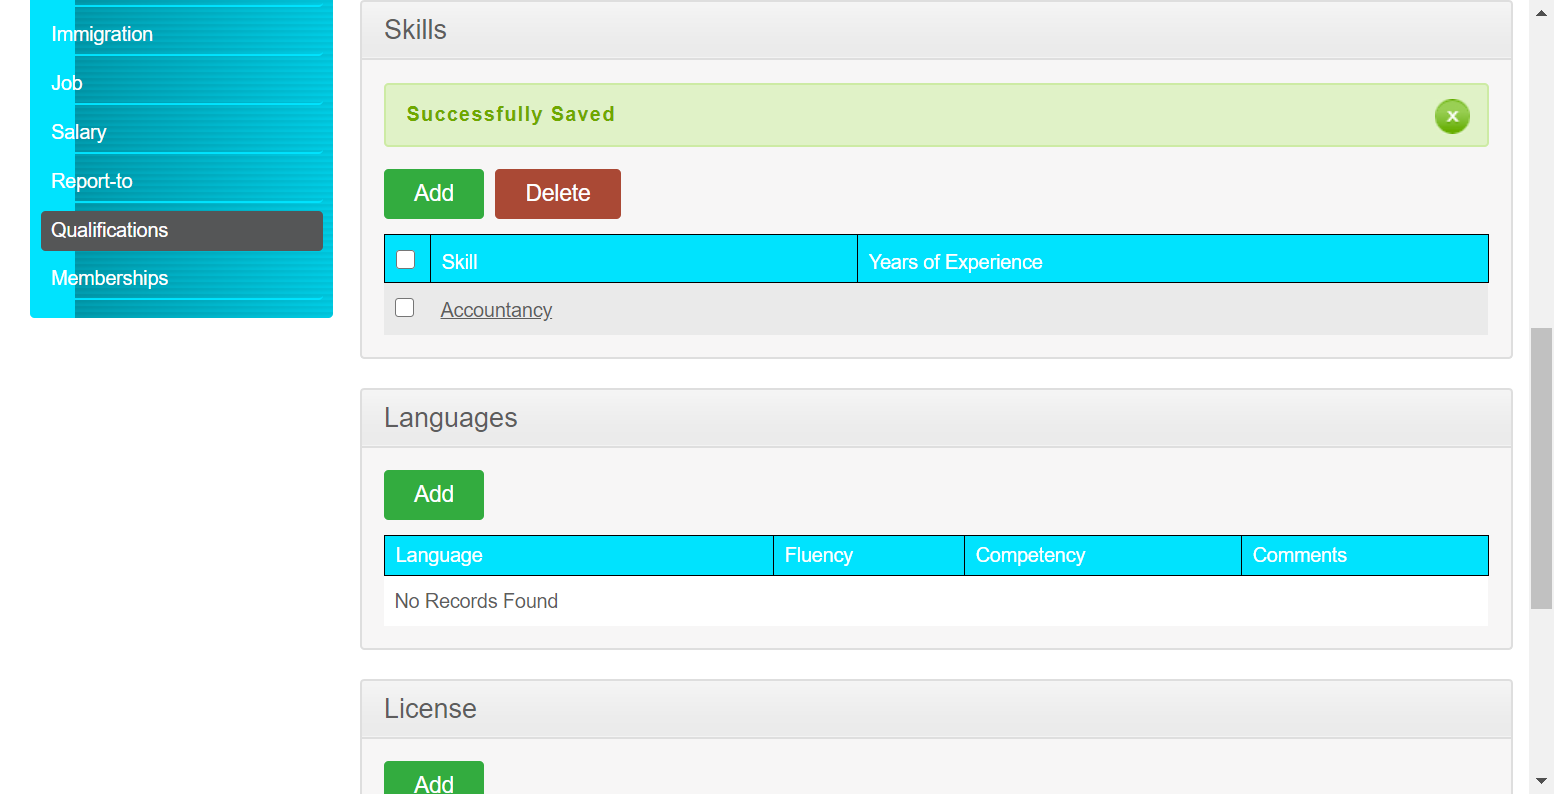 Immigration
Job
Salary
Report-to
Qualifications
Memberships
Skills
Successfully Saved
x
Add Delete
Skill Years of Experience
Accountancy
Languages
Add
Language Fluency Competency Comments
No Records Found
License
Add